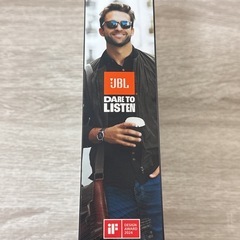 JBL
DARE TO
LISTEN
iF
DESIGN
AWARD
2016